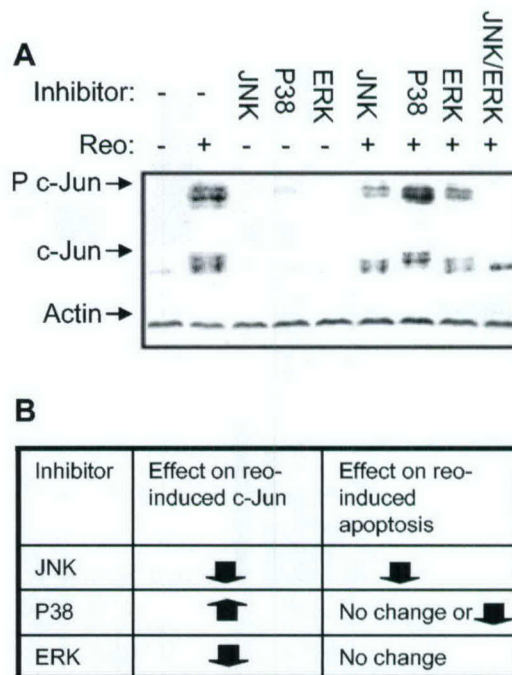 A
Inhibitor: - - JNK P38 ERK JNK P38 ERK JNK/ERK
Reo: - + - - - + + + +
P c-Jun→
c-Jun→
Actin→
B
Inhibitor
Effect on reo-
induced c-Jun
Effect on reo-
induced
apoptosis
JNK
P38
No change or
ERK
No change